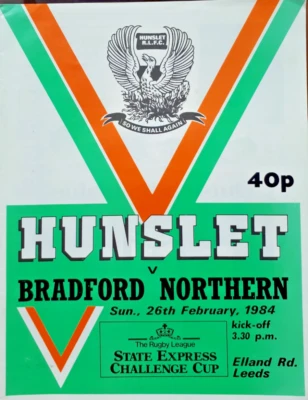 HUNSLET
R.L.F.C.
SO WE SHALL AGAIN
40p
HUNSLET
v
BRADFORD NORTHERN
Sun., 26th February, 1984
kick-off
3.30 p.m.
The Rugby League
STATE EXPRESS
CHALLENGE CUP
Elland Rd.
Leeds